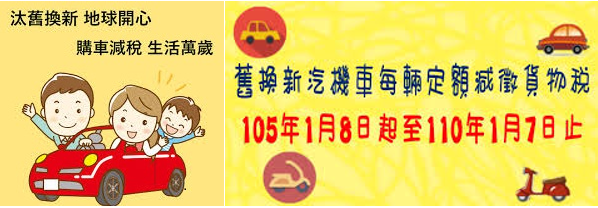 汰舊換新 地球開心
購車減稅 生活萬歲
舊換新汽機車每輛定額減徵貨物稅
105年1月8日起至110年1月7日止